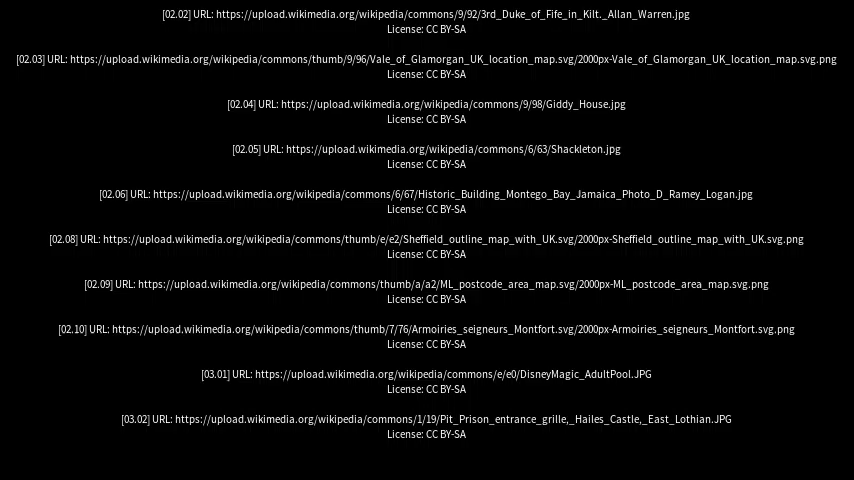 [02.02] URL: https://upload.wikimedia.org/wikipedia/commons/9/92/3rd_Duke_of_Fife_in_Kilt._Allan_Warren.jpg
License: CC BY-SA
[02.03] URL: https://upload.wikimedia.org/wikipedia/commons/thumb/9/96/Vale_of_Glamorgan_UK_location_map.svg/2000px-Vale_of_Glamorgan_UK_location_map.svg.png
License: CC BY-SA
[02.04] URL: https://upload.wikimedia.org/wikipedia/commons/9/98/Giddy_House.jpg
License: CC BY-SA
[02.05] URL: https://upload.wikimedia.org/wikipedia/commons/6/63/Shackleton.jpg
License: CC BY-SA
[02.06] URL: https://upload.wikimedia.org/wikipedia/commons/6/67/Historic_Building_Montego_Bay_Jamaica_Photo_D_Ramey_Logan.jpg
License: CC BY-SA
[02.08] URL: https://upload.wikimedia.org/wikipedia/commons/thumb/e/e2/Sheffield_outline_map_with_UK.svg/2000px-Sheffield_outline_map_with_UK.svg.png
License: CC BY-SA
[02.09] URL: https://upload.wikimedia.org/wikipedia/commons/thumb/a/a2/ML_postcode_area_map.svg/2000px-ML_postcode_area_map.svg.png
License: CC BY-SA
[02.10] URL: https://upload.wikimedia.org/wikipedia/commons/thumb/7/76/Armoiries_seigneurs_Montfort.svg/2000px-Armoiries_seigneurs_Montfort.svg.png
License: CC BY-SA
[03.01] URL: https://upload.wikimedia.org/wikipedia/commons/e/e0/DisneyMagic_AdultPool.JPG
License: CC BY-SA
[03.02] URL: https://upload.wikimedia.org/wikipedia/commons/1/19/Pit_Prison_entrance_grille,_Hailes_Castle,_East_Lothian.JPG
License: CC BY-SA